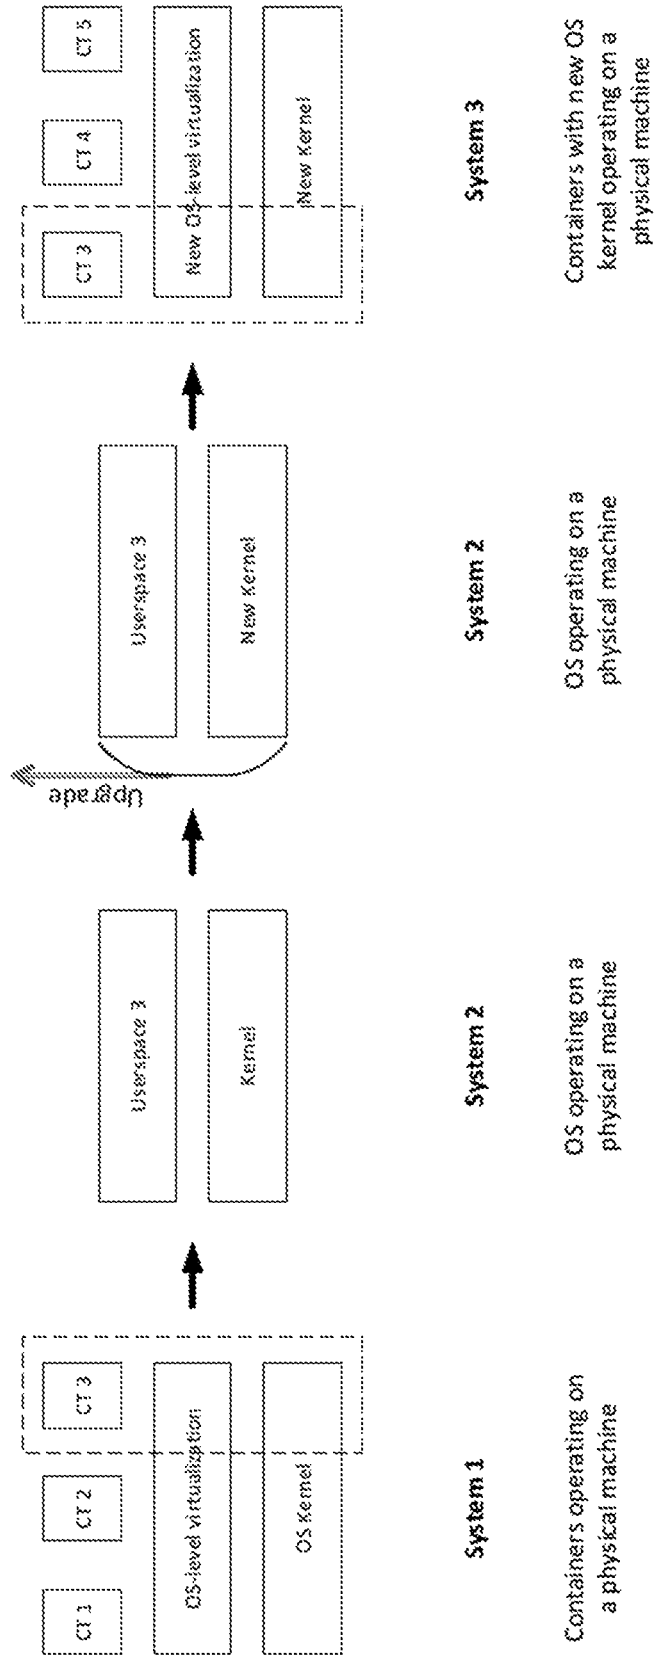 CT 1
CT 2
CT 3
OS-level virtualization
OS Kernel
System 1
Containers operating on
a physical machine
Userspace 3
Kernel
System 2
OS operating on a
physical machine
Upgrade
Userspace 3
New Kernel
System 2
OS operating on a
physical machine
CT 3
CT 4
CT 5
New OS-level virtualization
New Kernel
System 3
Containers with new OS
kernel operating on a
physical machine